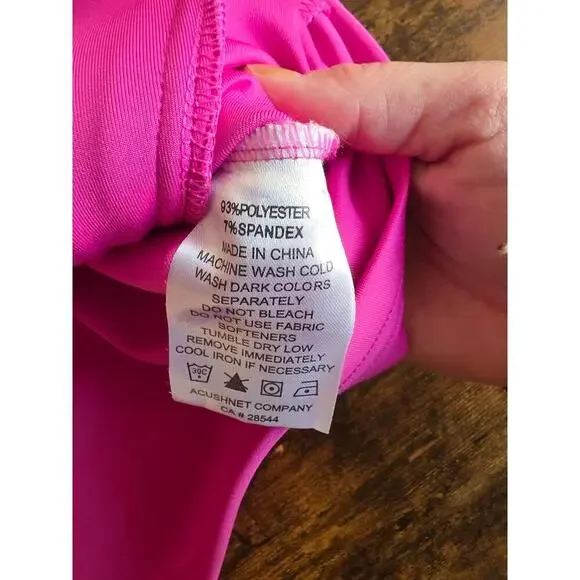 93%POLYESTER
7%SPANDEX
MADE IN CHINA
MACHINE WASH COLD
WASH DARK COLORS
SEPARATELY
DO NOT BLEACH
DO NOT USE FABRIC
SOFTENERS
TUMBLE DRY LOW
REMOVE IMMEDIATELY
COOL IRON IF NECESSARY
30C
ACUSHNET COMPANY
CA # 28544